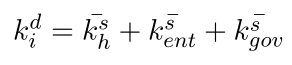 $k_i^d = \bar{k_h^s} + \bar{k_{ent}^s} + \bar{k_{gov}^s}$